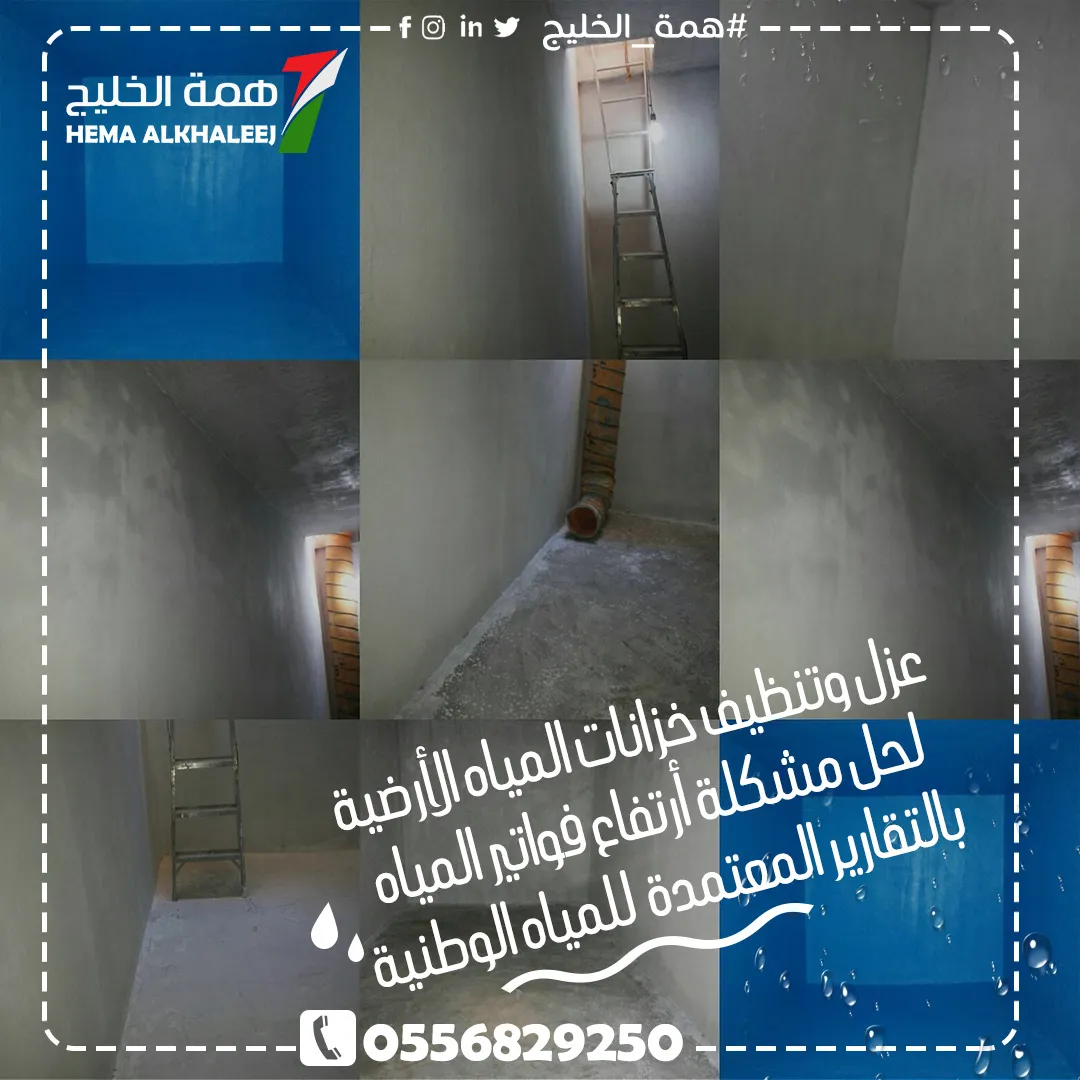 #همة_الخليج
همة الخليج
HEMA ALKHALEEJ
عزل وتنظيف خزانات المياه الأرضية
لحل مشكلة أرتفاع فواتير المياه
بالتقارير المعتمدة للمياه الوطنية
0556829250